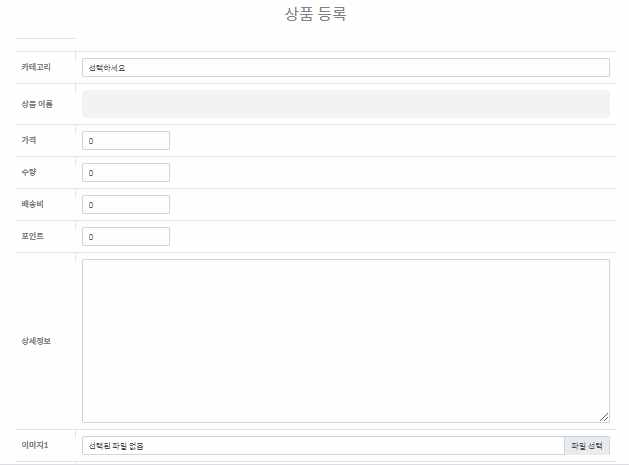 상품 등록
카테고리 선택하세요
상품 이름
가격 0
수량 0
배송비 0
포인트 0
상세정보
이미지1 선택된 파일 없음 파일 선택